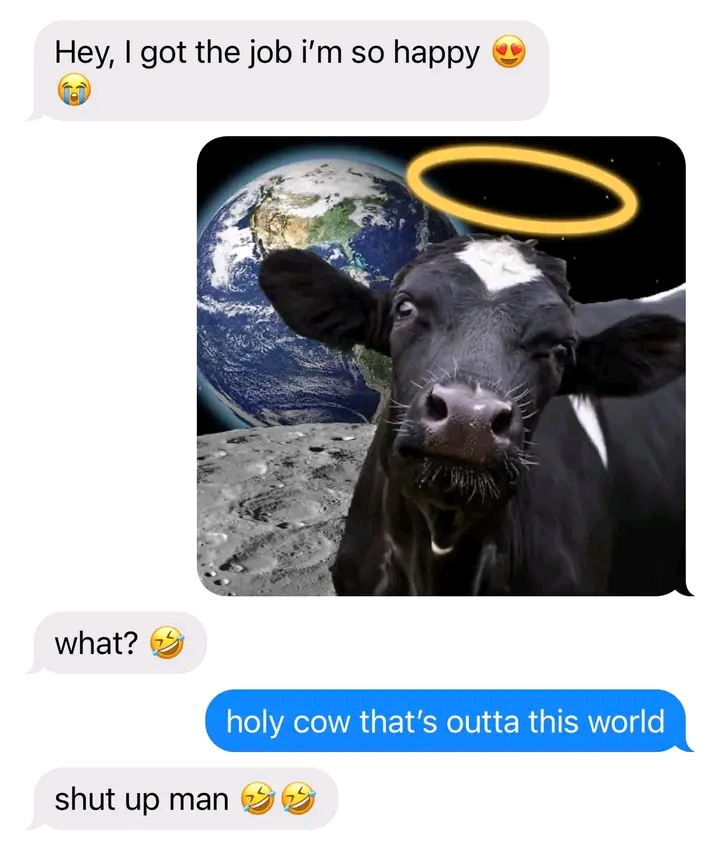 Hey, I got the job i’m so happy 😍
😭
what? 🤣
holy cow that’s outta this world
shut up man 🤣🤣